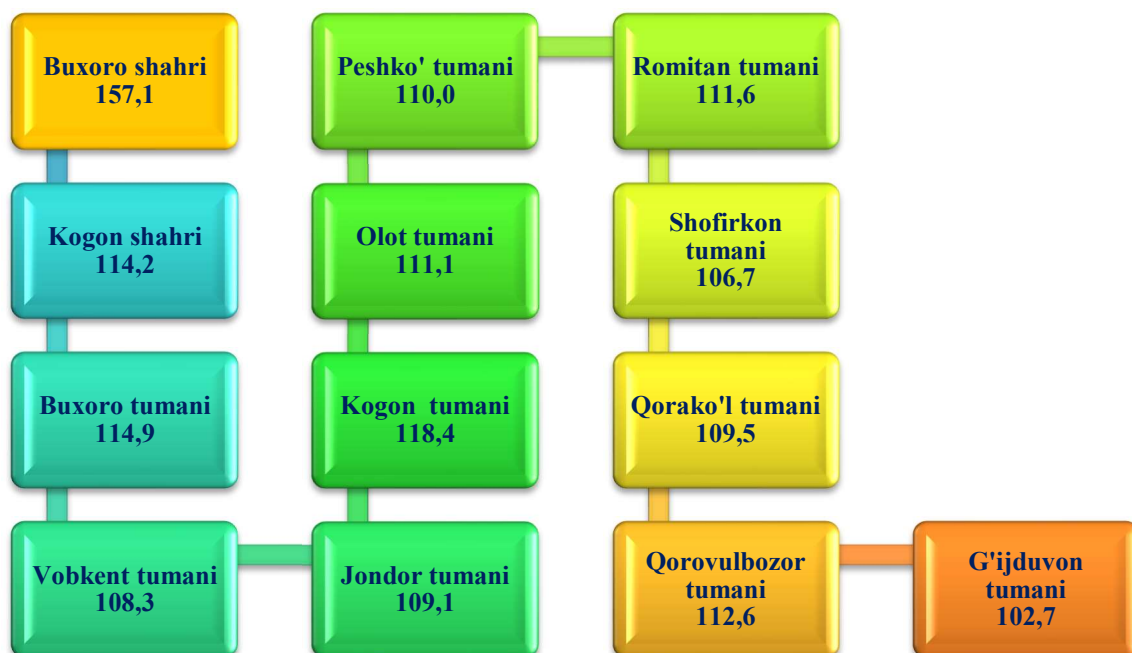 Buxoro shahri
157,1
Kogon shahri
114,2
Buxoro tumani
114,9
Vobkent tumani
108,3
Jondor tumani
109,1
Kogon tumani
118,4
Olot tumani
111,1
Peshko' tumani
110,0
Romitan tumani
111,6
Shofirkon
tumani
106,7
Qorako'l tumani
109,5
Qorovulbozor
tumani
112,6
G'ijduvon
tumani
102,7